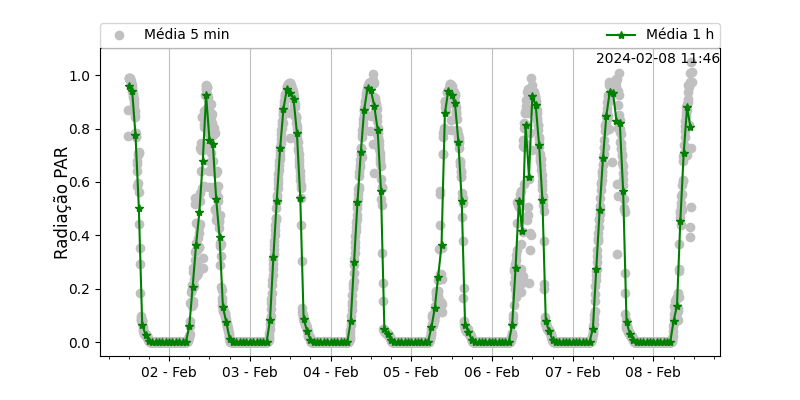 Média 5 min
Média 1 h
2024-02-08 11:46
Radiação PAR
1.0
0.8
0.6
0.4
0.2
0.0
02 - Feb
03 - Feb
04 - Feb
05 - Feb
06 - Feb
07 - Feb
08 - Feb